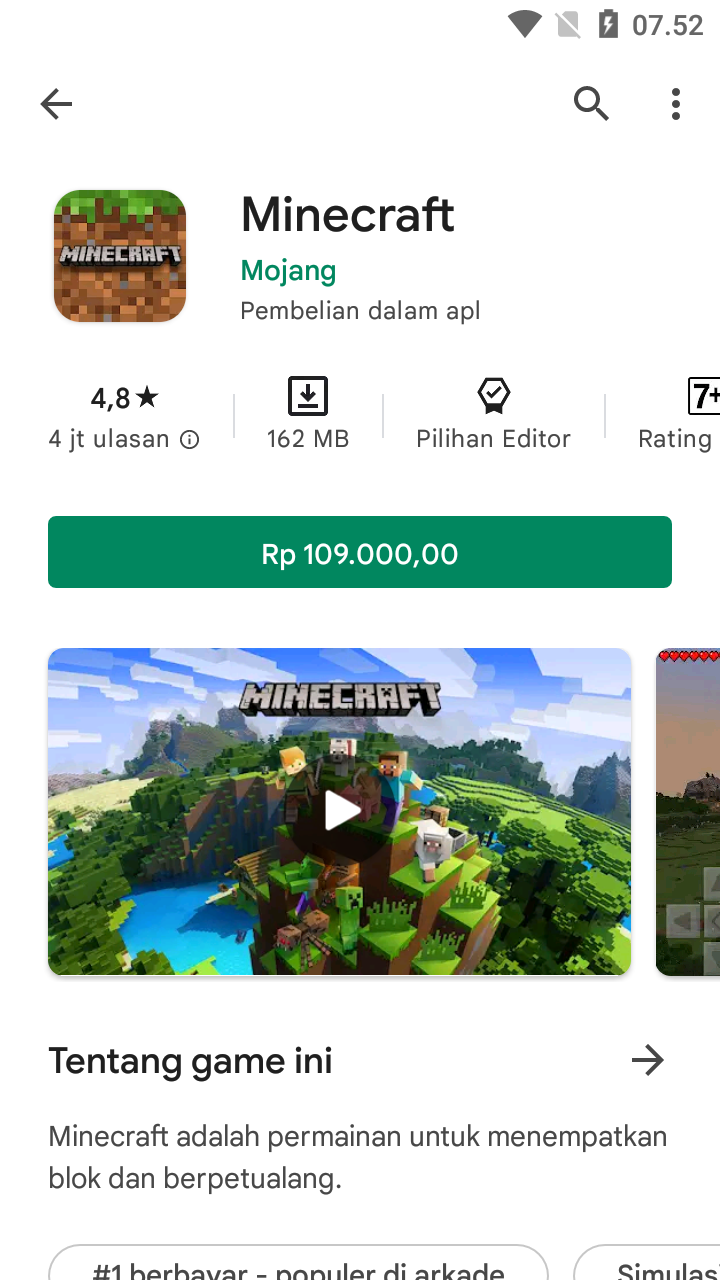 07.52
MINECRAFT
Minecraft
Mojang
Pembelian dalam apl
4,8★
4 jt ulasan
162 MB
Pilihan Editor
7+
Rating
Rp 109.000,00
MINECRAFT
Tentang game ini
Minecraft adalah permainan untuk menempatkan
blok dan berpetualang.
#1 berbayar - populer di arkade